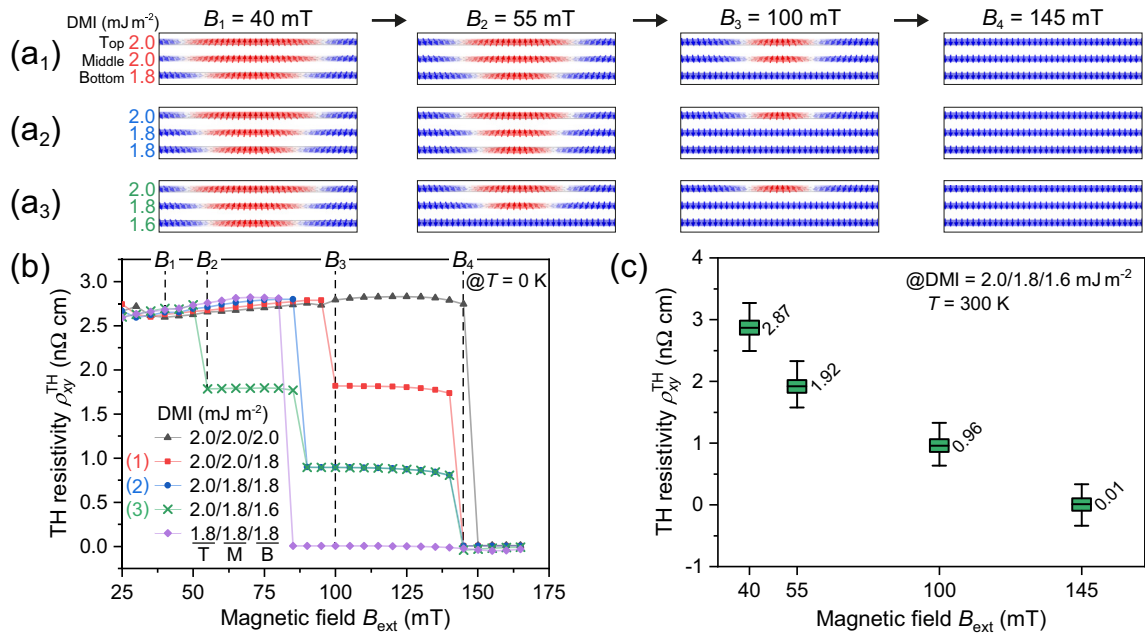 DMI (mJ m⁻²) B₁ = 40 mT B₂ = 55 mT B₃ = 100 mT B₄ = 145 mT
(a₁) Top 2.0
Middle 2.0
Bottom 1.8
(a₂) 2.0
1.8
1.8
(a₃) 2.0
1.8
1.6
(b)
B₁ B₂ B₃ B₄
@T = 0 K
3.0
2.5
2.0
1.5
1.0
0.5
0.0
TH resistivity ρxyᵀᴴ (nΩ cm)
DMI (mJ m⁻²)
2.0/2.0/2.0
(1) 2.0/2.0/1.8
(2) 2.0/1.8/1.8
(3) 2.0/1.8/1.6
1.8/1.8/1.8
T M B
25 50 75 100 125 150 175
Magnetic field Bext (mT)
(c)
@DMI = 2.0/1.8/1.6 mJ m⁻²
T = 300 K
4
3
2
1
0
-1
TH resistivity ρxyᵀᴴ (nΩ cm)
2.87
1.92
0.96
0.01
40 55 100 145
Magnetic field Bext (mT)